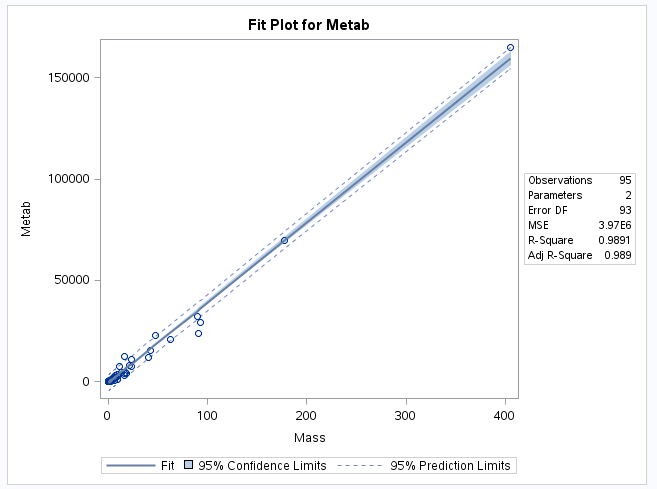 Fit Plot for Metab
150000
100000
50000
0
Metab
0 100 200 300 400
Mass
Observations 95
Parameters 2
Error DF 93
MSE 3.97E6
R-Square 0.9891
Adj R-Square 0.989
Fit 95% Confidence Limits 95% Prediction Limits